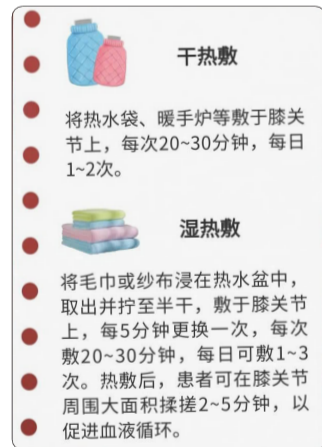 干热敷
将热水袋、暖手炉等敷于膝关
节上，每次20~30分钟，每日
1~2次。
湿热敷
将毛巾或纱布浸在热水盆中，
取出并拧至半干，敷于膝关节
上，每5分钟更换一次，每次
敷20~30分钟，每日可敷1~3
次。热敷后，患者可在膝关节
周围大面积揉搓2~5分钟，以
促进血液循环。